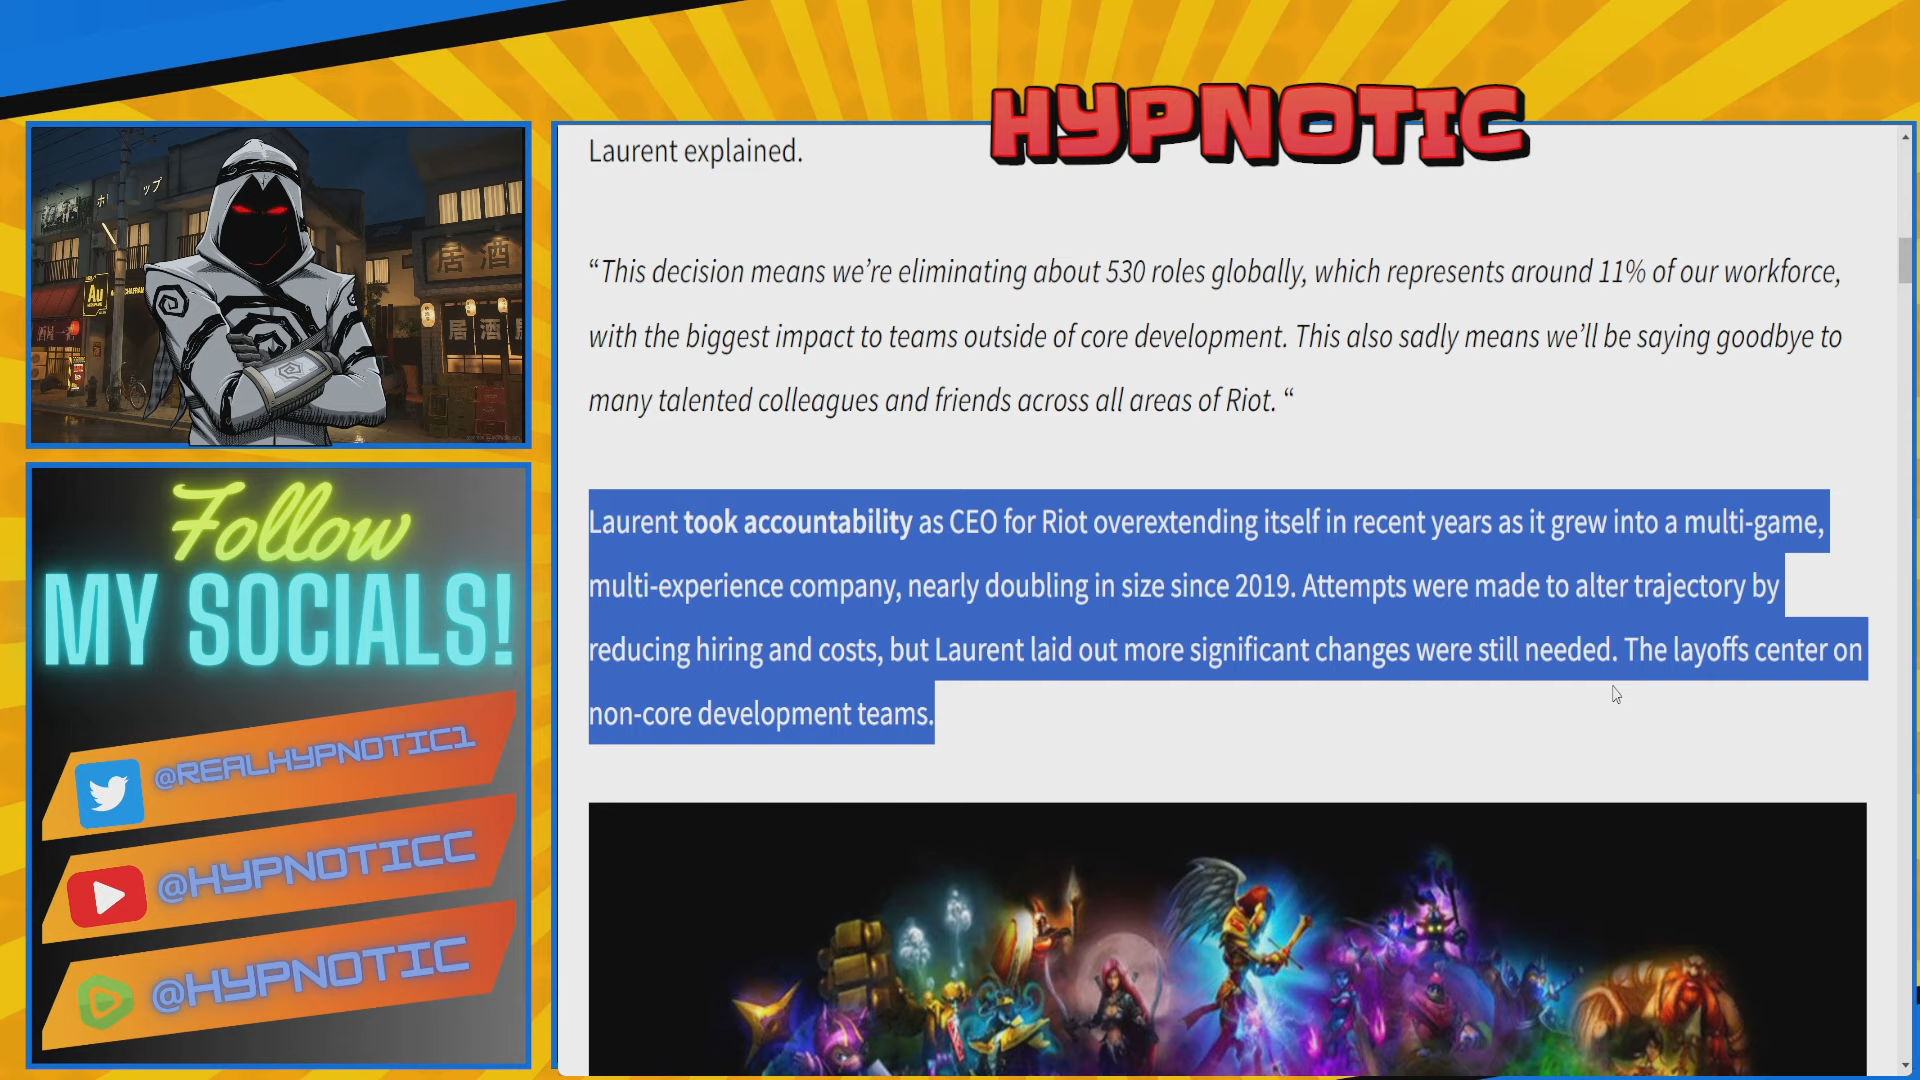 HYPNOTIC
Laurent explained.
“This decision means we’re eliminating about 530 roles globally, which represents around 11% of our workforce,
with the biggest impact to teams outside of core development. This also sadly means we’ll be saying goodbye to
many talented colleagues and friends across all areas of Riot. “
Laurent took accountability as CEO for Riot overextending itself in recent years as it grew into a multi-game,
multi-experience company, nearly doubling in size since 2019. Attempts were made to alter trajectory by
reducing hiring and costs, but Laurent laid out more significant changes were still needed. The layoffs center on
non-core development teams.
ップ
Au
居酒
居酒屋
Follow
MY SOCIALS!
@REALHYPNOTIC1
@HYPNOTICC
@HYPNOTIC